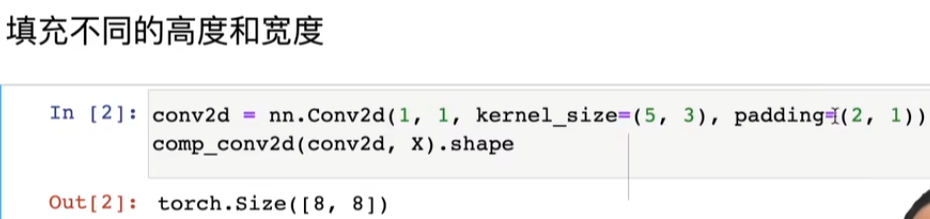 填充不同的高度和宽度
In [2]: conv2d = nn.Conv2d(1, 1, kernel_size=(5, 3), padding=(2, 1))
comp_conv2d(conv2d, X).shape
Out[2]: torch.Size([8, 8])